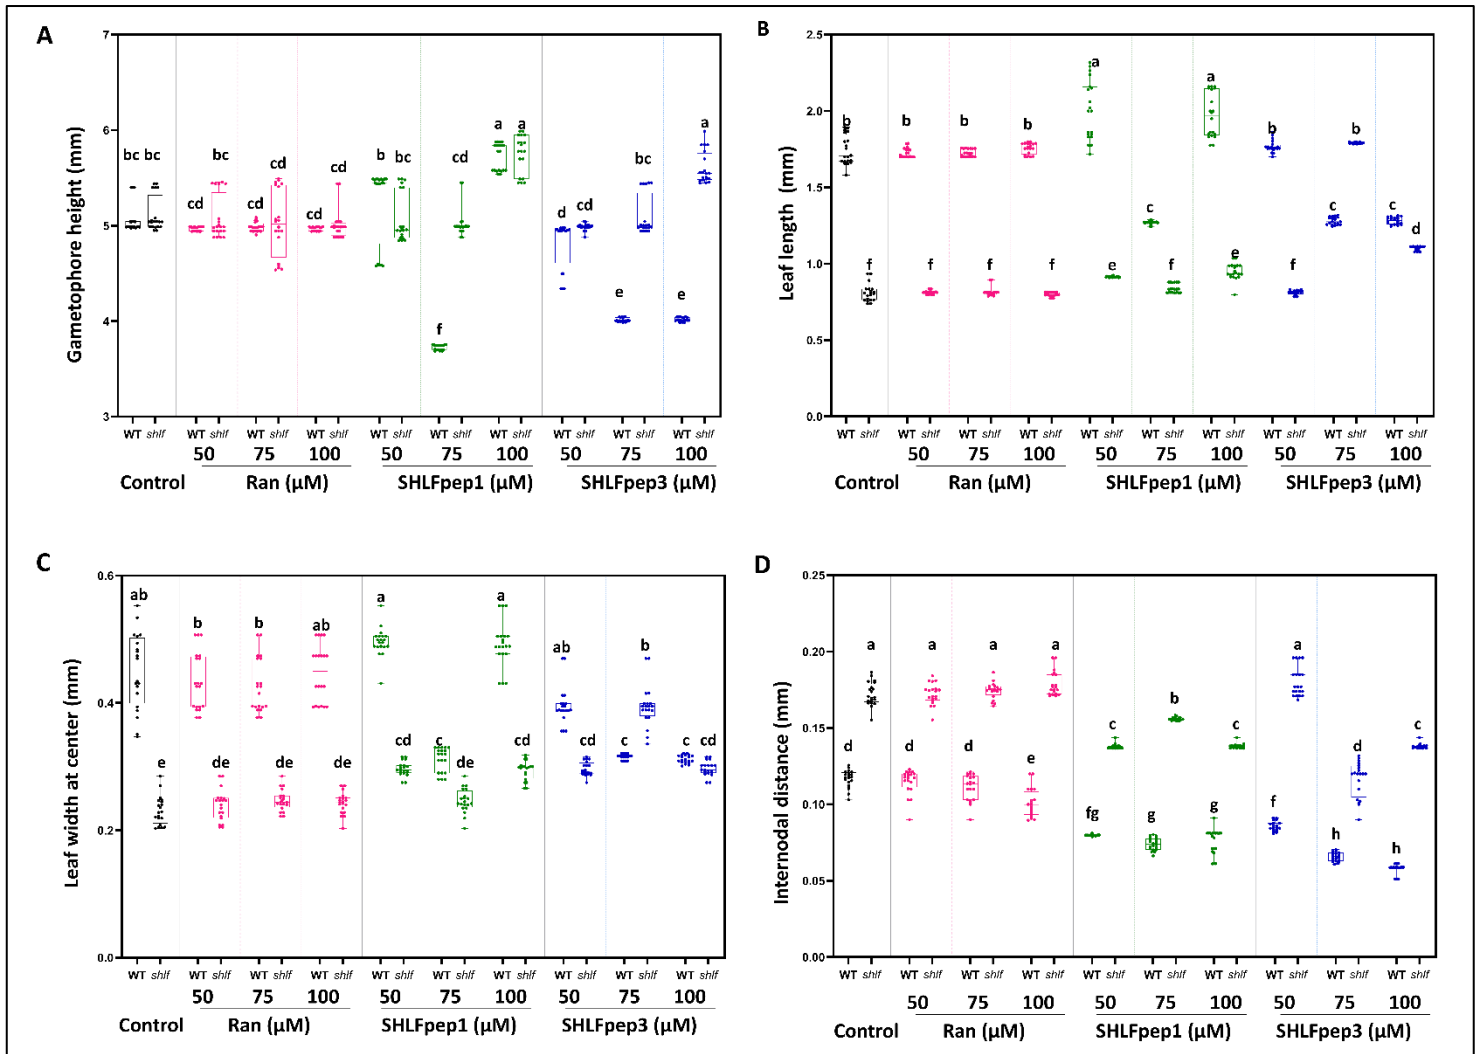 A
7
6
5
4
3
Gametophore height (mm)
bc bc cd bc cd cd cd cd b bc f cd a a d cd e bc e a
WT shlf WT shlf WT shlf WT shlf WT shlf WT shlf WT shlf WT shlf WT shlf WT shlf
50 75 100 50 75 100 50 75 100
Control Ran (µM) SHLFpep1 (µM) SHLFpep3 (µM)
B
2.5
2.0
1.5
1.0
0.5
0.0
Leaf length (mm)
b f b f b f b f a e c f a e b f c b c d
WT shlf WT shlf WT shlf WT shlf WT shlf WT shlf WT shlf WT shlf WT shlf WT shlf
50 75 100 50 75 100 50 75 100
Control Ran (µM) SHLFpep1 (µM) SHLFpep3 (µM)
C
0.6
0.4
0.2
0.0
Leaf width at center (mm)
ab e b de b de ab de a cd c de a cd ab cd c b c cd
WT shlf WT shlf WT shlf WT shlf WT shlf WT shlf WT shlf WT shlf WT shlf WT shlf
50 75 100 50 75 100 50 75 100
Control Ran (µM) SHLFpep1 (µM) SHLFpep3 (µM)
D
0.25
0.20
0.15
0.10
0.05
0.00
Internodal distance (mm)
d a d a d a e a fg c g b g c f a h d h c
WT shlf WT shlf WT shlf WT shlf WT shlf WT shlf WT shlf WT shlf WT shlf WT shlf
50 75 100 50 75 100 50 75 100
Control Ran (µM) SHLFpep1 (µM) SHLFpep3 (µM)